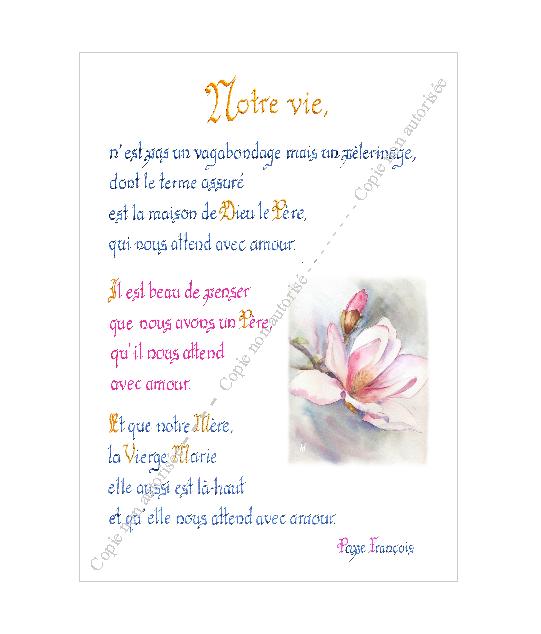 Notre vie,
n'est pas un vagabondage mais un pèlerinage,
dont le terme assuré
est la maison de Dieu le Père,
qui nous attend avec amour.
Il est beau de penser
que nous avons un Père,
qu'il nous attend
avec amour.
Et que notre Mère,
la Vierge Marie
elle aussi est là-haut
et qu'elle nous attend avec amour.
Pape François
Copie non autorisée - - - Copie non autorisée - - - - - - - Copie non autorisée